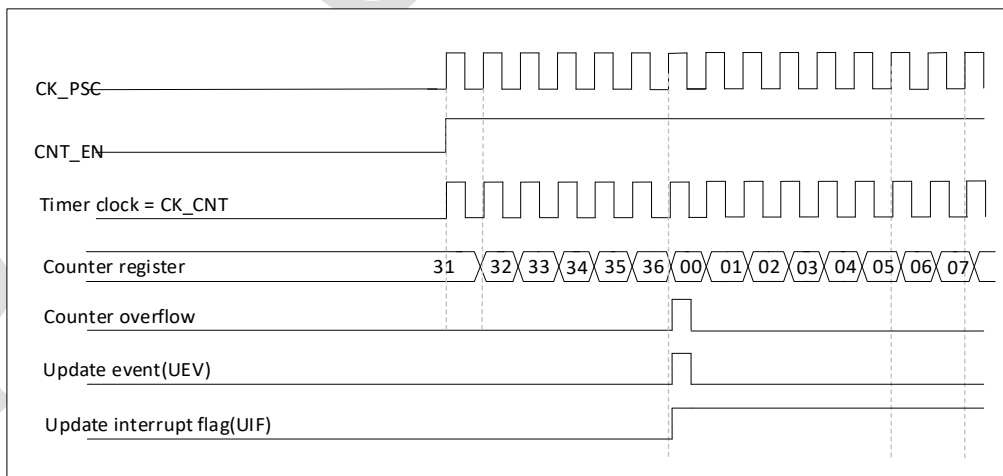 CK_PSC
CNT_EN
Timer clock = CK_CNT
Counter register 31 32 33 34 35 36 00 01 02 03 04 05 06 07
Counter overflow
Update event(UEV)
Update interrupt flag(UIF)